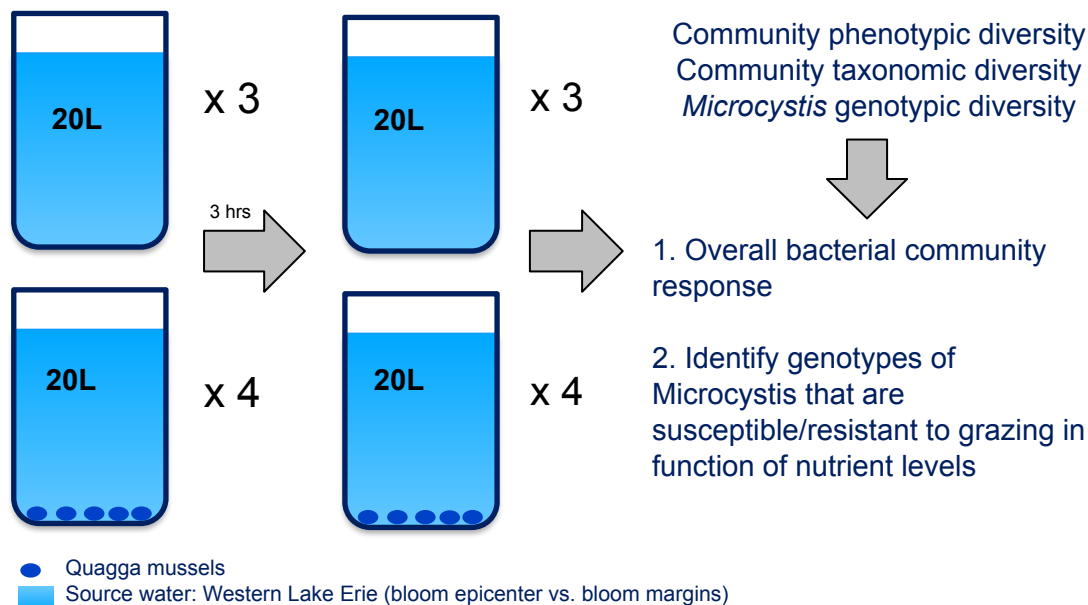 20L
x 3
20L
x 3
Community phenotypic diversity
Community taxonomic diversity
Microcystis genotypic diversity
3 hrs
1. Overall bacterial community
response
20L
x 4
20L
x 4
2. Identify genotypes of
Microcystis that are
susceptible/resistant to grazing in
function of nutrient levels
Quagga mussels
Source water: Western Lake Erie (bloom epicenter vs. bloom margins)